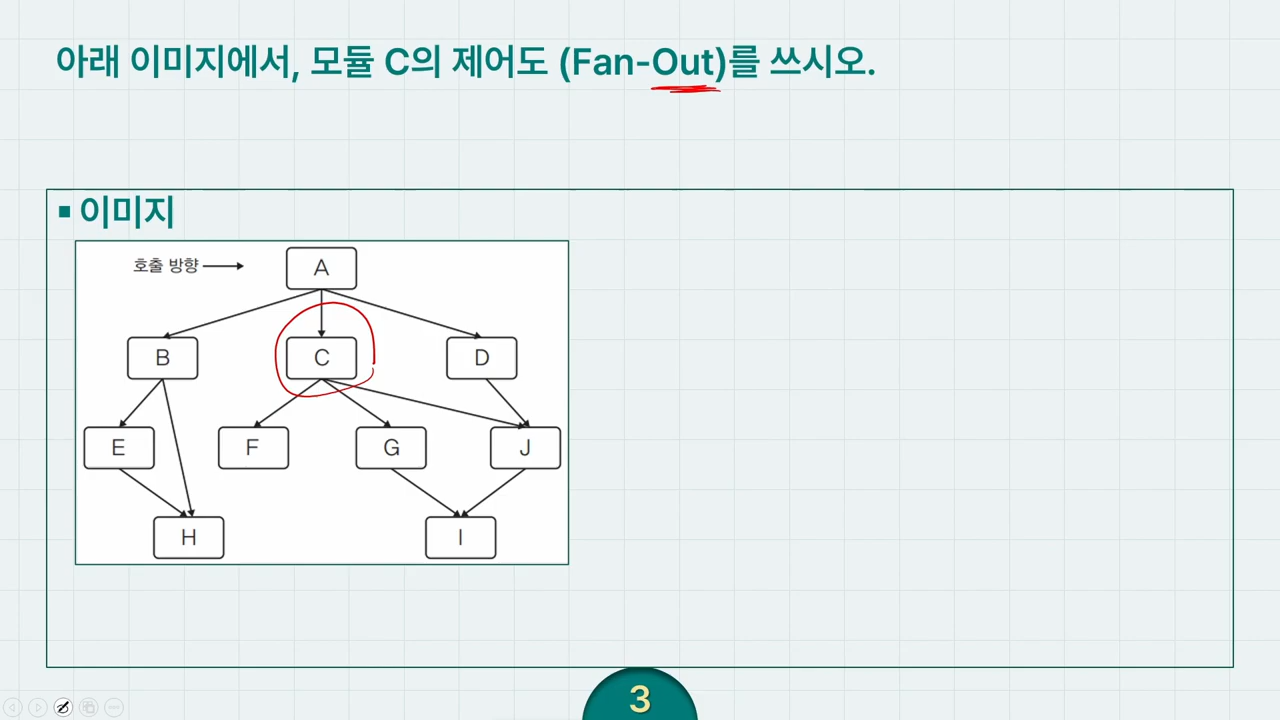 아래 이미지에서, 모듈 C의 제어도 (Fan-Out)를 쓰시오.
▪ 이미지
호출 방향
A
B C D
E F G J
H I
3